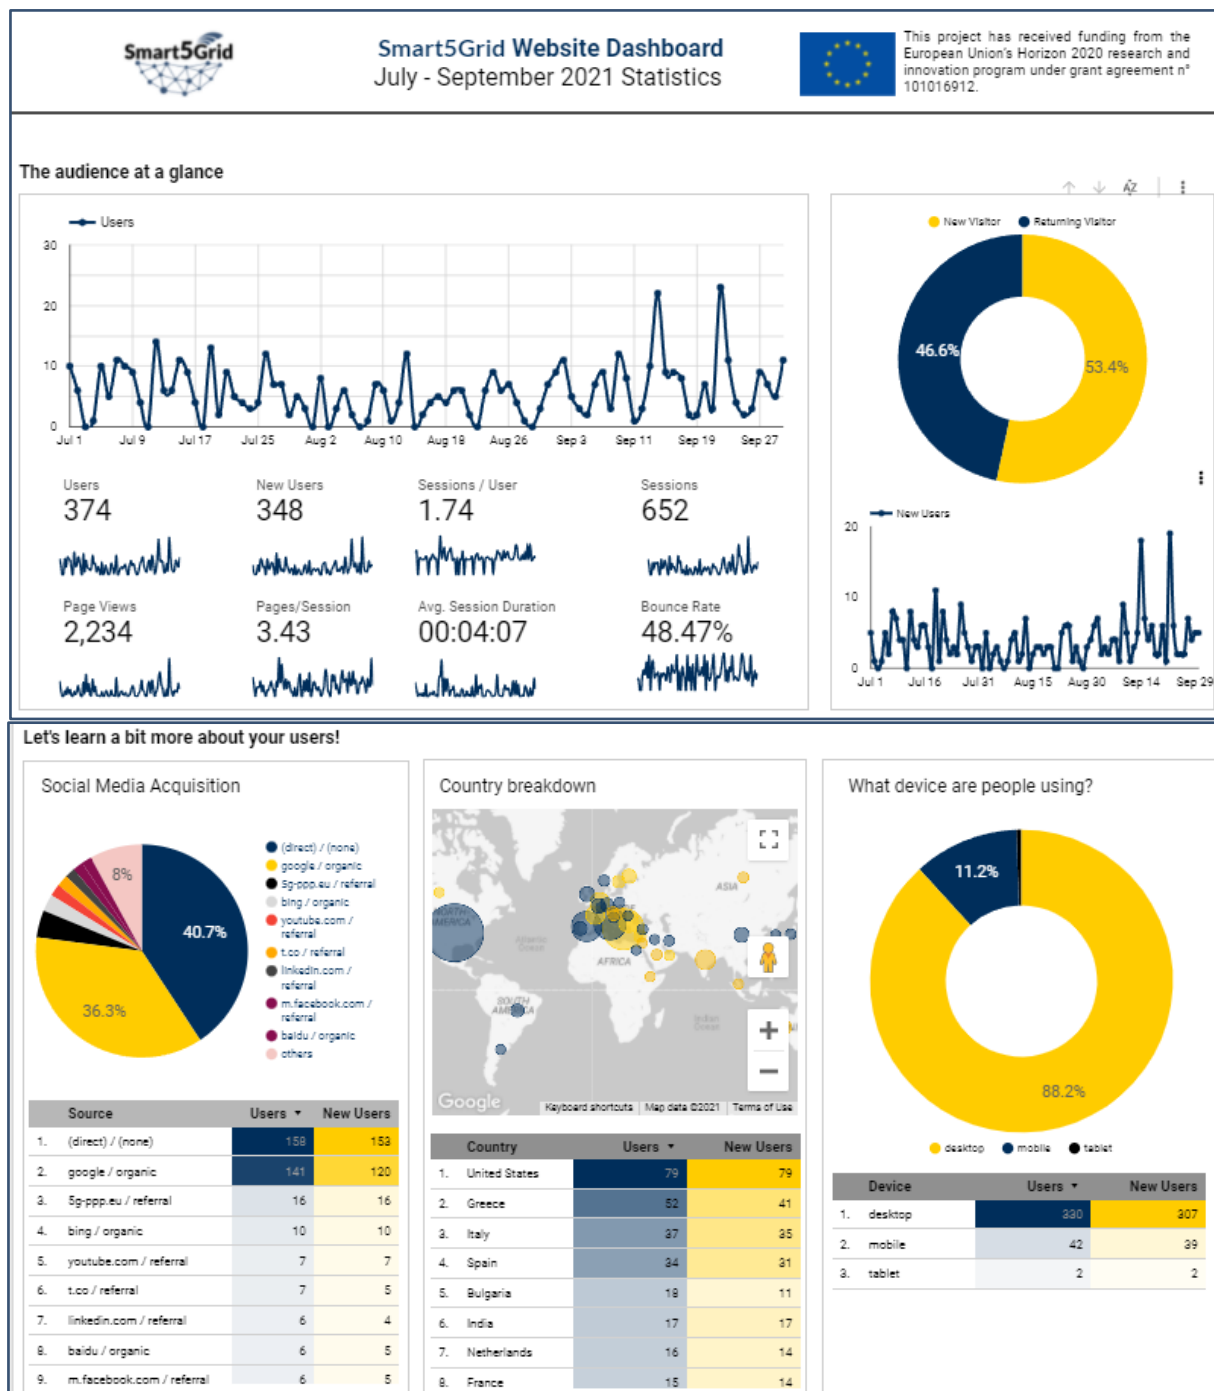 Smart5Grid
Smart5Grid Website Dashboard
July - September 2021 Statistics
This project has received funding from the
European Union's Horizon 2020 research and
innovation program under grant agreement n°
101016912.
The audience at a glance
Users
30
20
10
0
Jul 1 Jul 9 Jul 17 Jul 25 Aug 2 Aug 10 Aug 18 Aug 26 Sep 3 Sep 11 Sep 19 Sep 27
Users New Users Sessions / User Sessions
374 348 1.74 652
Page Views Pages/Session Avg. Session Duration Bounce Rate
2,234 3.43 00:04:07 48.47%
New Visitor Returning Visitor
46.6%
53.4%
New Users
20
10
0
Jul 1 Jul 16 Jul 31 Aug 15 Aug 30 Sep 14 Sep 29
Let's learn a bit more about your users!
Social Media Acquisition
8%
40.7%
36.3%
(direct) / (none)
google / organic
5g-ppp.eu / referral
bing / organic
youtube.com /
referral
t.co / referral
linkedin.com /
referral
m.facebook.com /
referral
baidu / organic
others
Source Users New Users
1. (direct) / (none) 158 153
2. google / organic 141 120
3. 5g-ppp.eu / referral 16 16
4. bing / organic 10 10
5. youtube.com / referral 7 7
6. t.co / referral 7 5
7. linkedin.com / referral 6 4
8. baidu / organic 6 5
9. m.facebook.com / referral 6 5
Country breakdown
ASIA
NORTH
AMERICA
Atlantic
Ocean
AFRICA
SOUTH
AMERICA
Indian
Ocean
Google
Keyboard shortcuts Map data ©2021 Terms of Use
Country Users New Users
1. United States 79 79
2. Greece 52 41
3. Italy 37 35
4. Spain 34 31
5. Bulgaria 18 11
6. India 17 17
7. Netherlands 16 14
8. France 15 14
What device are people using?
11.2%
88.2%
desktop mobile tablet
Device Users New Users
1. desktop 330 307
2. mobile 42 39
3. tablet 2 2